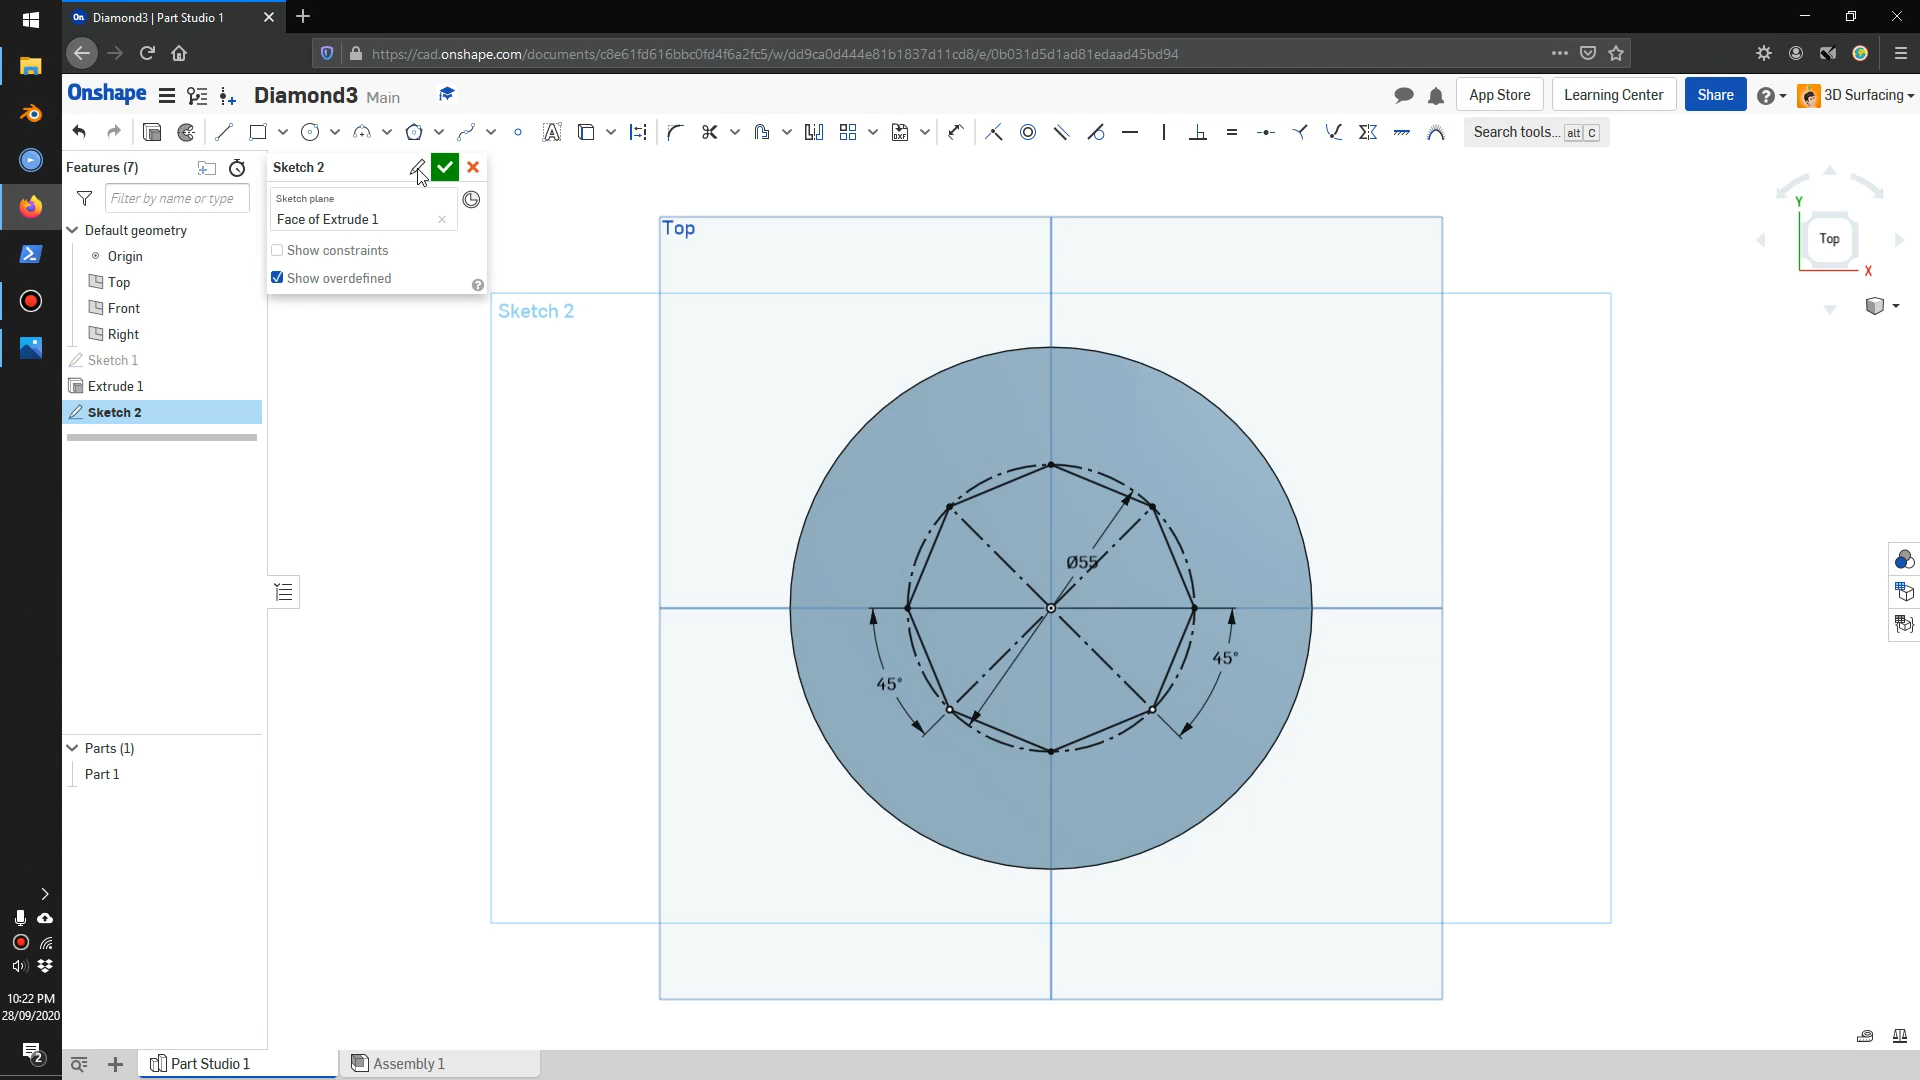 Diamond3 | Part Studio 1
https://cad.onshape.com/documents/c8e61fd616bbc0fd4f6a2fc5/w/dd9ca0d444e81b1837d11cd8/e/0b031d5d1ad81edaad45bd94
Onshape
Diamond3 Main
App Store
Learning Center
Share
3D Surfacing
Search tools... alt C
Features (7)
Filter by name or type
Default geometry
Origin
Top
Front
Right
Sketch 1
Extrude 1
Sketch 2
Sketch 2
Sketch plane
Face of Extrude 1
Show constraints
Show overdefined
Top
Sketch 2
Ø55
45°
45°
Y
Top
X
Parts (1)
Part 1
10:22 PM
28/09/2020
2
Part Studio 1
Assembly 1